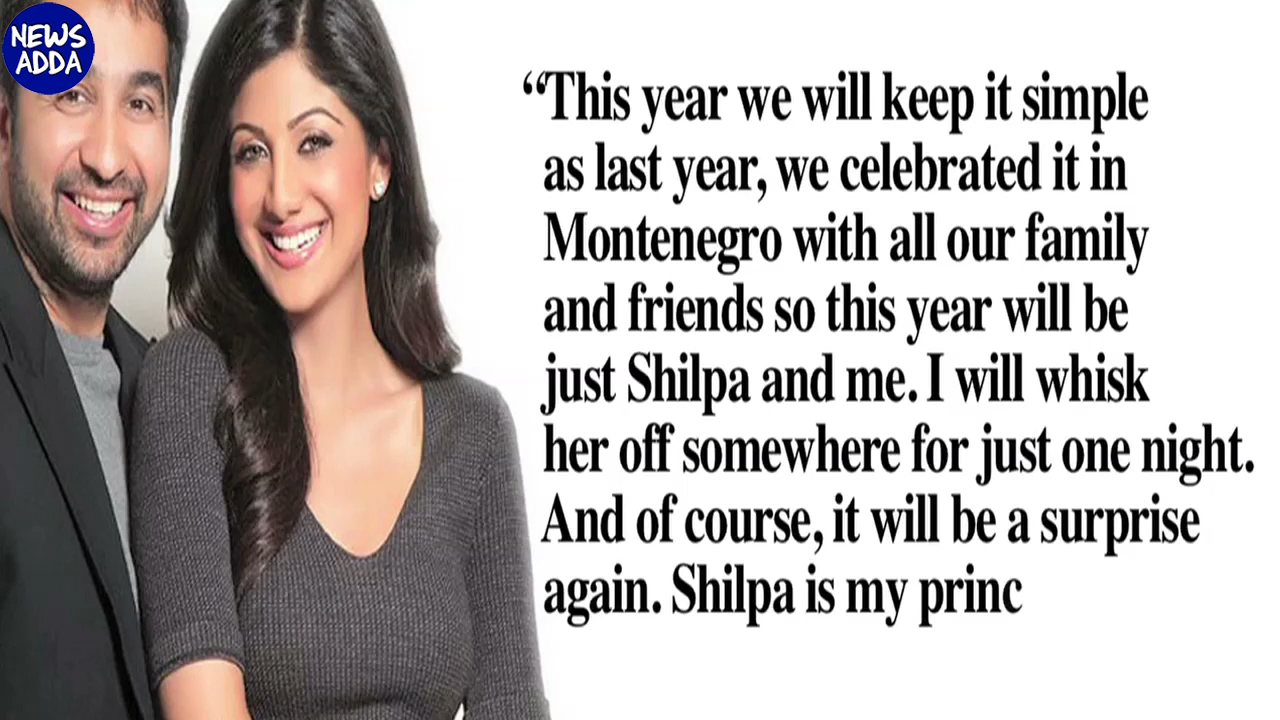 NEWS
ADDA
“This year we will keep it simple
as last year, we celebrated it in
Montenegro with all our family
and friends so this year will be
just Shilpa and me. I will whisk
her off somewhere for just one night.
And of course, it will be a surprise
again. Shilpa is my princ